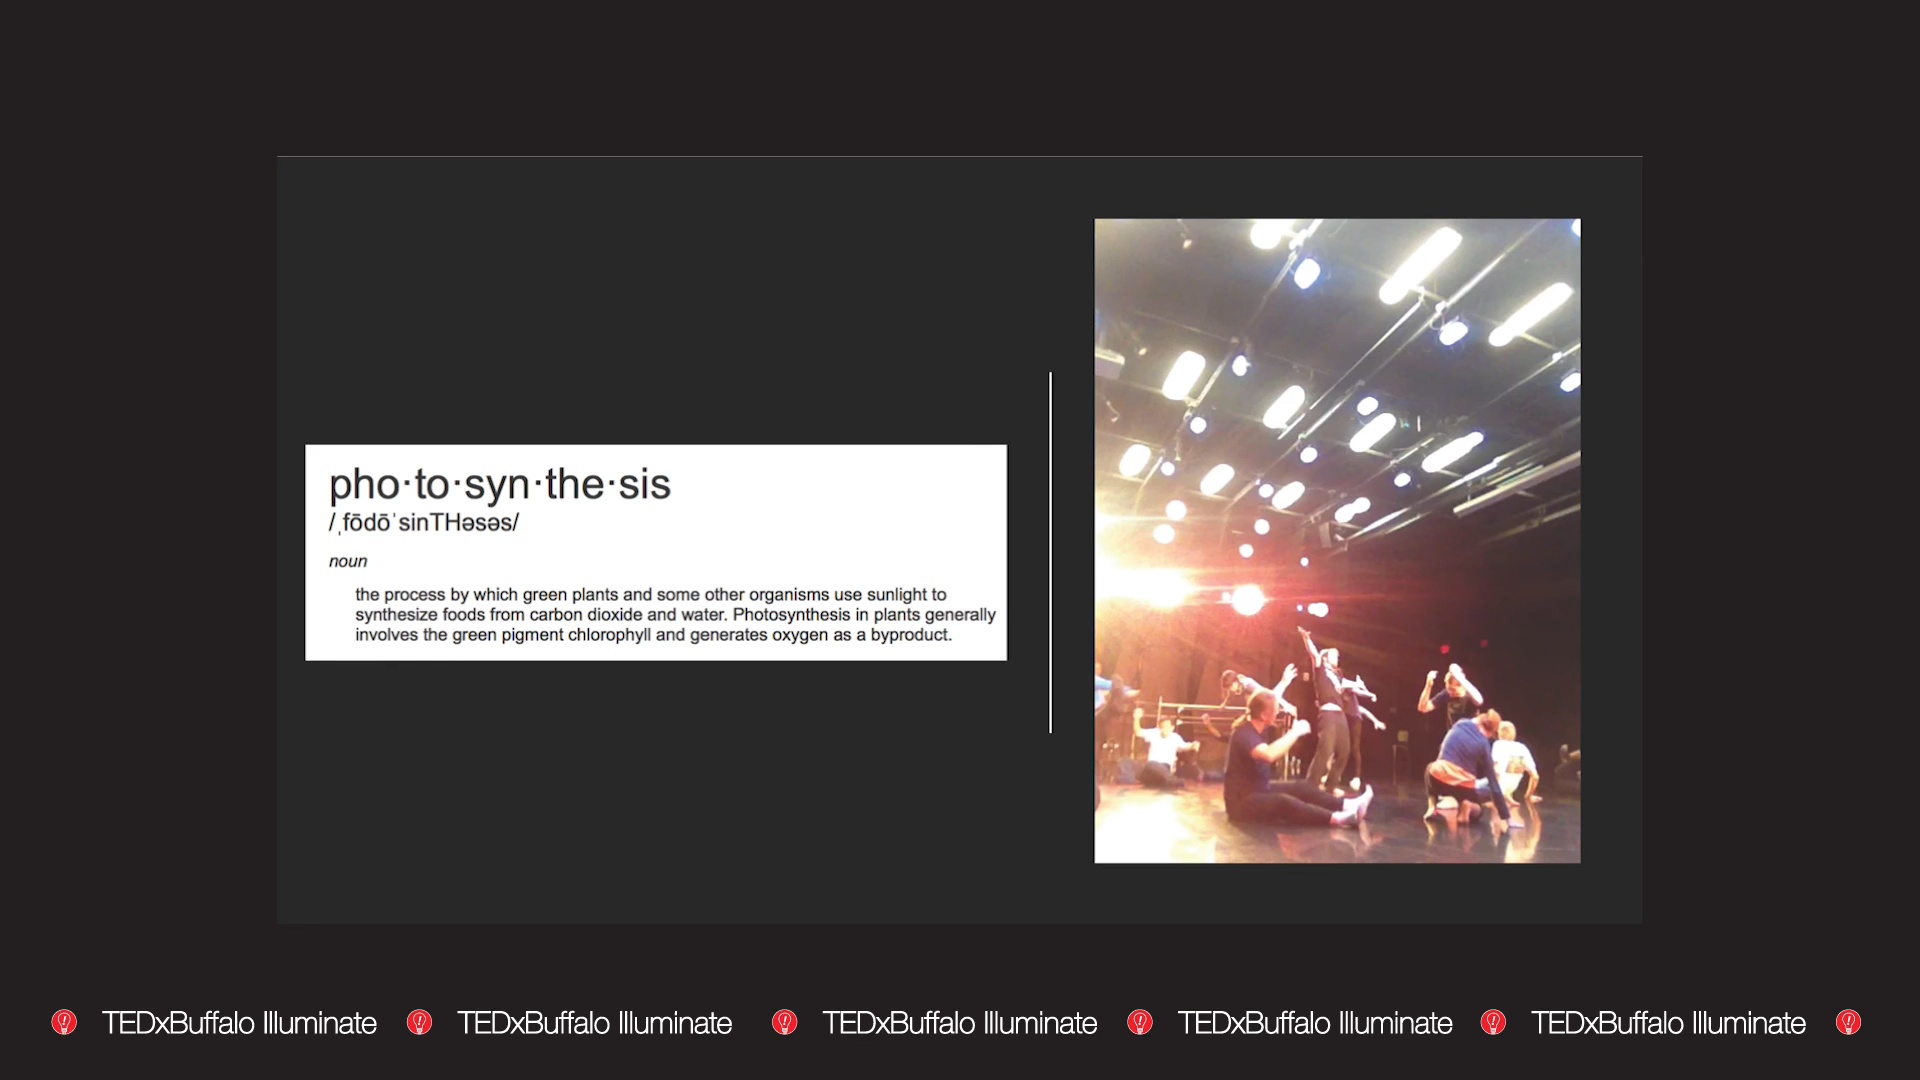 pho·to·syn·the·sis
/ˌfōdōˈsinTHəsəs/
noun
the process by which green plants and some other organisms use sunlight to
synthesize foods from carbon dioxide and water. Photosynthesis in plants generally
involves the green pigment chlorophyll and generates oxygen as a byproduct.
TEDxBuffalo Illuminate TEDxBuffalo Illuminate TEDxBuffalo Illuminate TEDxBuffalo Illuminate TEDxBuffalo Illuminate